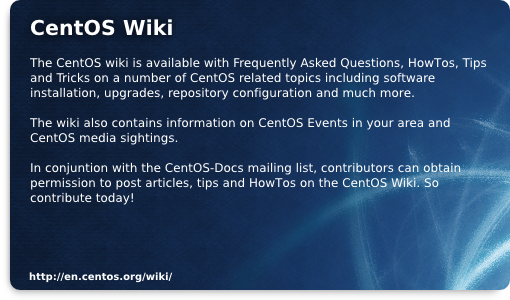 CentOS Wiki
The CentOS wiki is available with Frequently Asked Questions, HowTos, Tips
and Tricks on a number of CentOS related topics including software
installation, upgrades, repository configuration and much more.
The wiki also contains information on CentOS Events in your area and
CentOS media sightings.
In conjuntion with the CentOS-Docs mailing list, contributors can obtain
permission to post articles, tips and HowTos on the CentOS Wiki. So
contribute today!
http://en.centos.org/wiki/